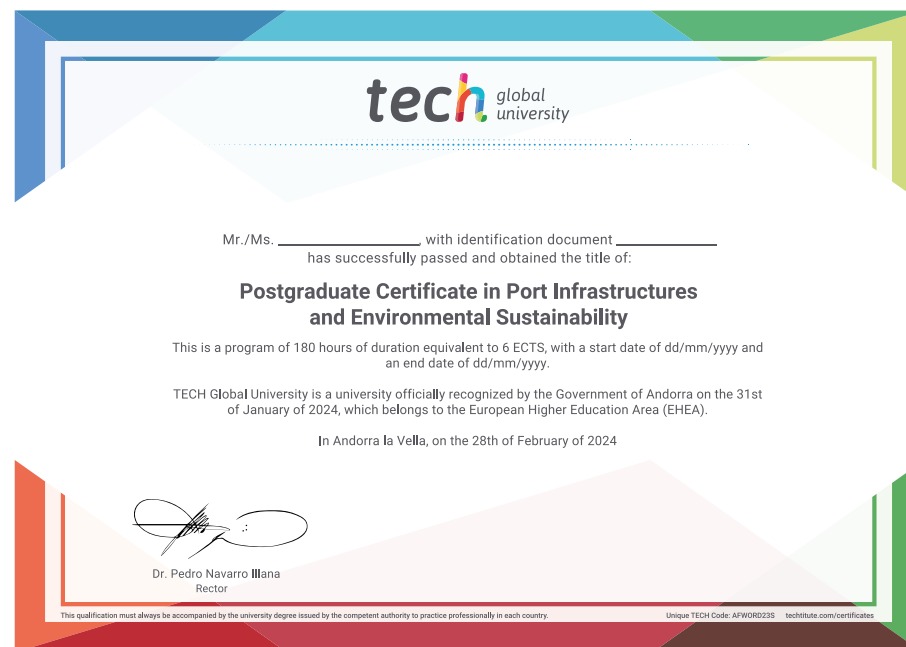 tech global university
Mr./Ms. ____________________, with identification document ______________
has successfully passed and obtained the title of:
Postgraduate Certificate in Port Infrastructures
and Environmental Sustainability
This is a program of 180 hours of duration equivalent to 6 ECTS, with a start date of dd/mm/yyyy and
an end date of dd/mm/yyyy.
TECH Global University is a university officially recognized by the Government of Andorra on the 31st
of January of 2024, which belongs to the European Higher Education Area (EHEA).
In Andorra la Vella, on the 28th of February of 2024
Dr. Pedro Navarro Illana
Rector
This qualification must always be accompanied by the university degree issued by the competent authority to practice professionally in each country.
Unique TECH Code: AFWORD23S techtitute.com/certificates